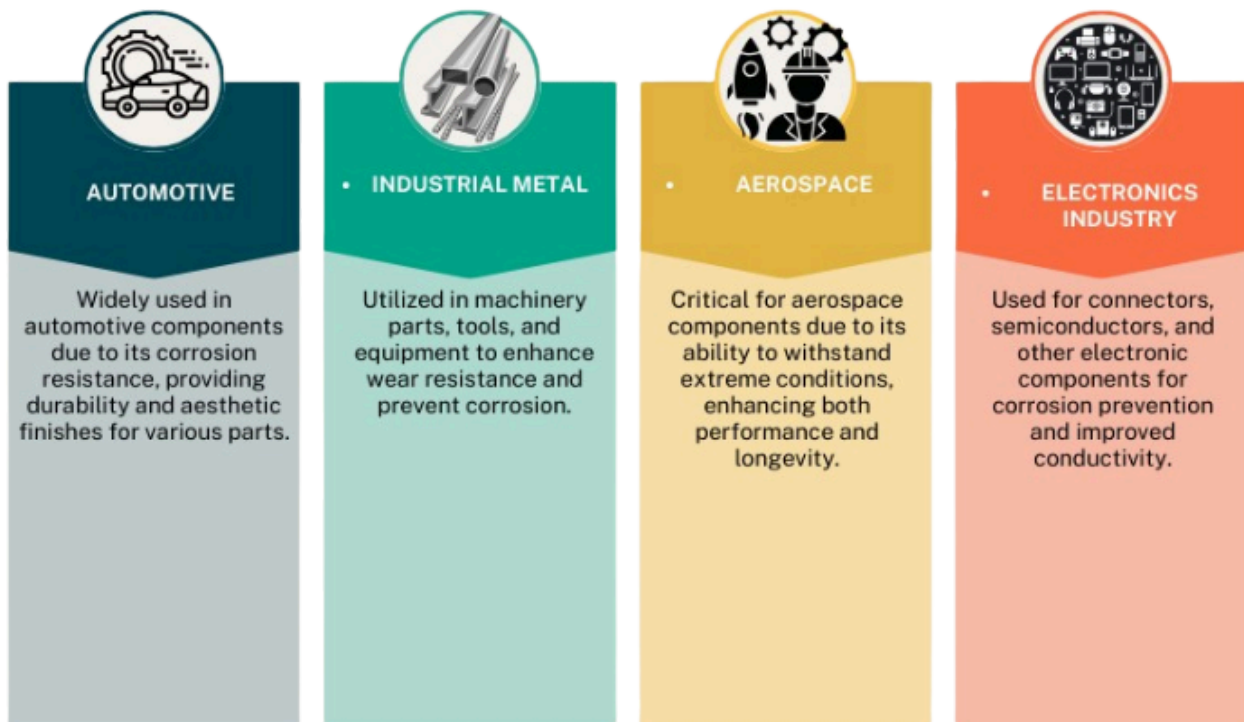 AUTOMOTIVE
Widely used in
automotive components
due to its corrosion
resistance, providing
durability and aesthetic
finishes for various parts.
• INDUSTRIAL METAL
Utilized in machinery
parts, tools, and
equipment to enhance
wear resistance and
prevent corrosion.
• AEROSPACE
Critical for aerospace
components due to its
ability to withstand
extreme conditions,
enhancing both
performance and
longevity.
• ELECTRONICS
INDUSTRY
Used for connectors,
semiconductors, and
other electronic
components for
corrosion prevention
and improved
conductivity.